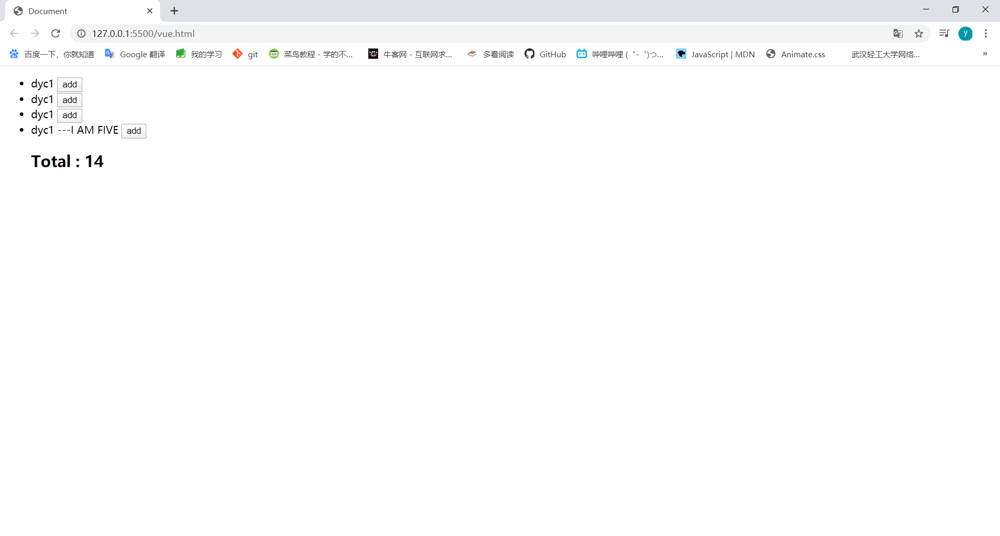 Document
127.0.0.1:5500/vue.html
百度一下，你就知道 Google 翻译 我的学习 git 菜鸟教程 - 学的不... 牛客网 - 互联网求... 多看阅读 GitHub 哔哩哔哩 ( ゜- ゜)つ... JavaScript | MDN Animate.css 武汉轻工大学网络... »
dyc1 add
dyc1 add
dyc1 add
dyc1 ---I AM FIVE add
Total : 14